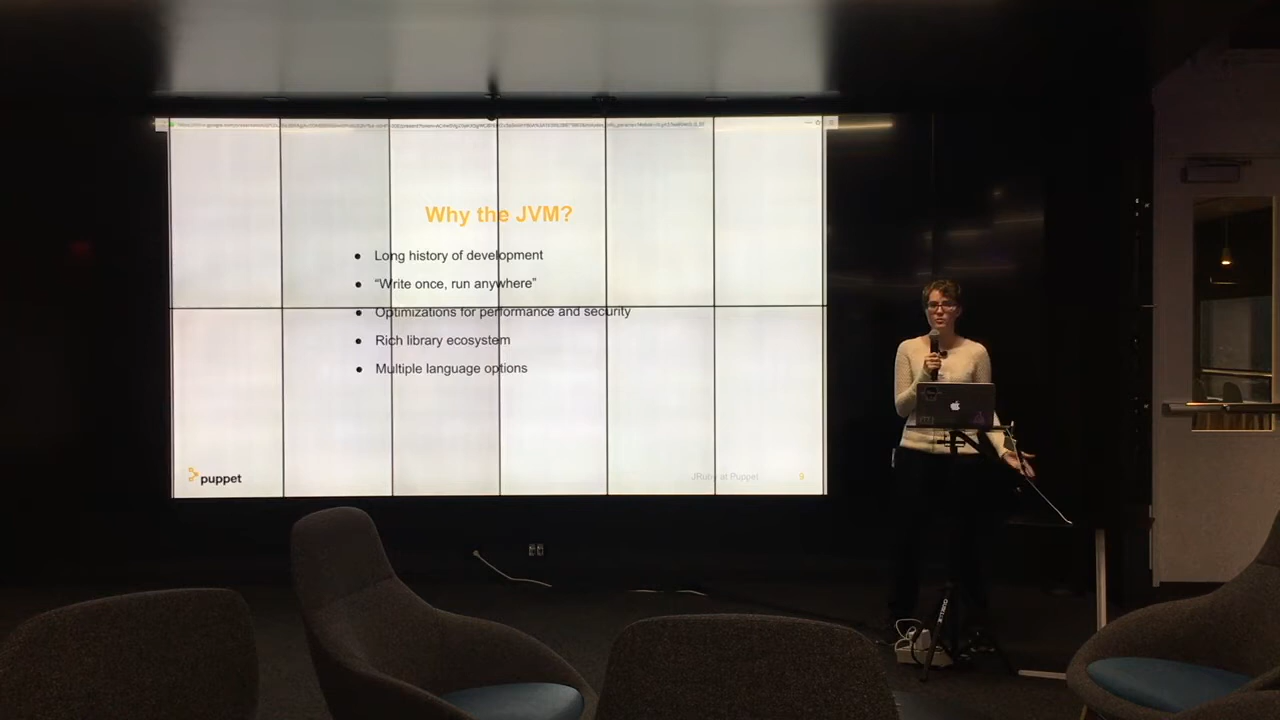 Why the JVM?
● Long history of development
● “Write once, run anywhere”
● Optimizations for performance and security
● Rich library ecosystem
● Multiple language options
puppet
JRuby at Puppet
9